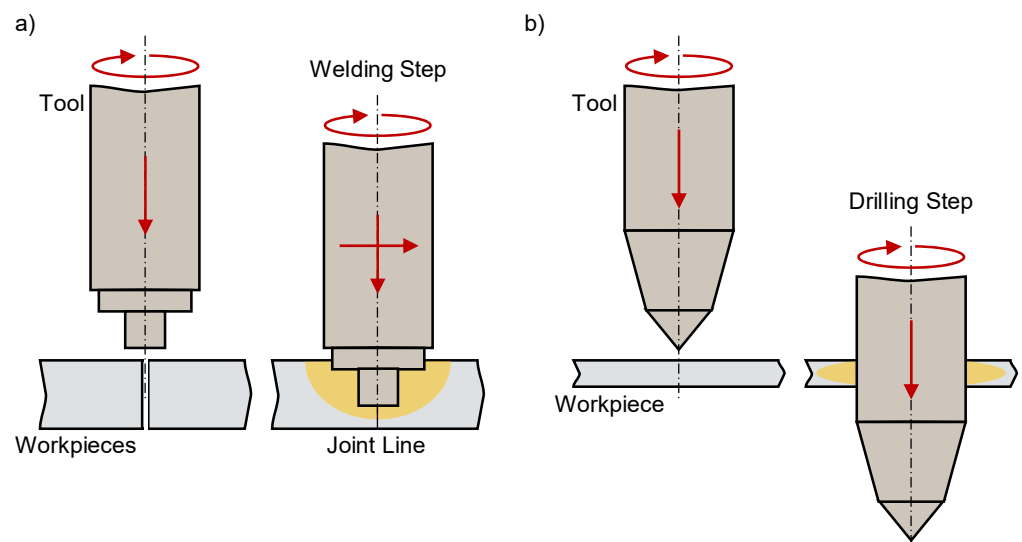 a)
Tool
Welding Step
Workpieces
Joint Line
b)
Tool
Drilling Step
Workpiece